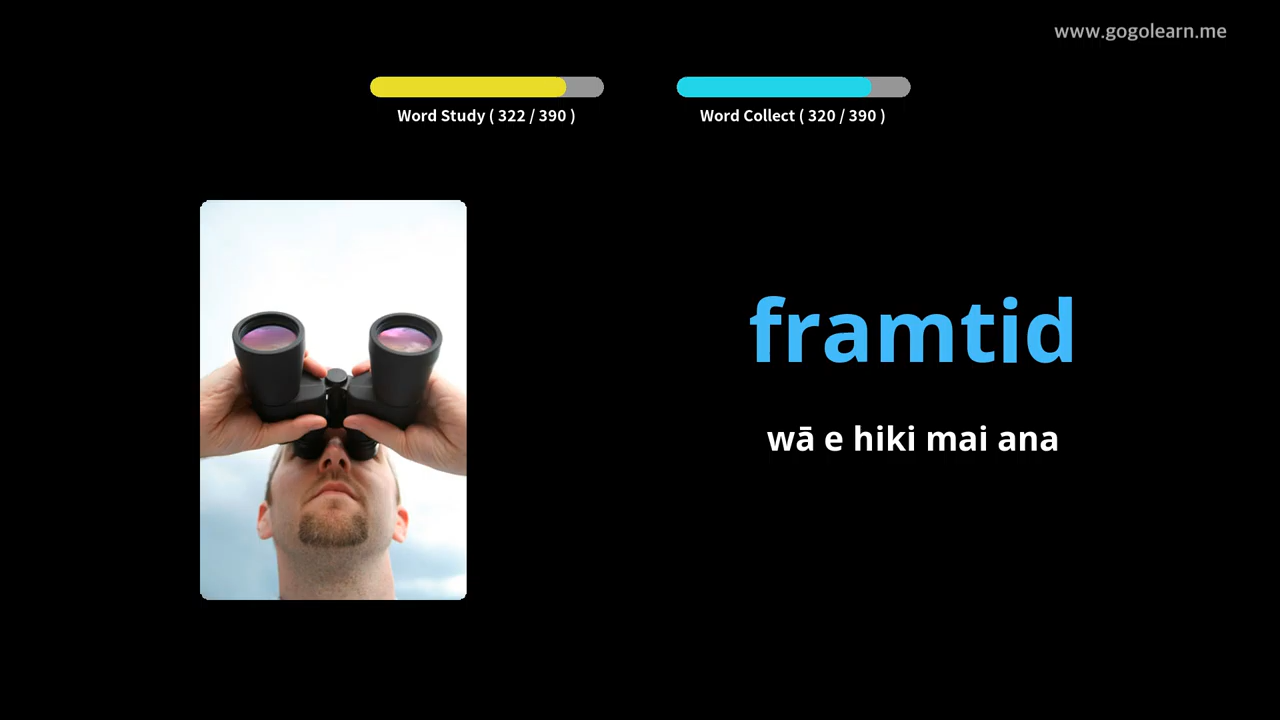 www.gogolearn.me
Word Study ( 322 / 390 )
Word Collect ( 320 / 390 )
framtid
wā e hiki mai ana